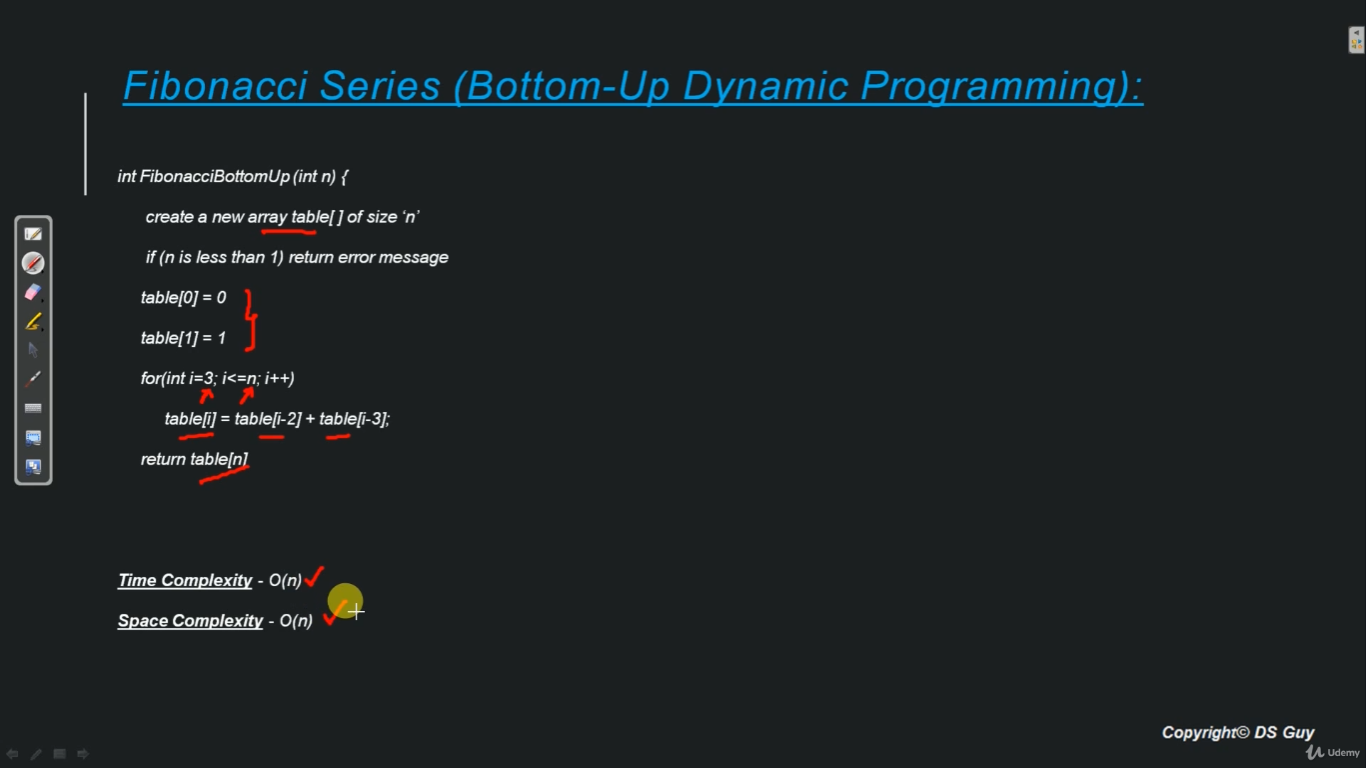 Fibonacci Series (Bottom-Up Dynamic Programming):
int FibonacciBottomUp (int n) {
create a new array table[ ] of size ‘n’
if (n is less than 1) return error message
table[0] = 0
table[1] = 1
for(int i=3; i<=n; i++)
table[i] = table[i-2] + table[i-3];
return table[n]
Time Complexity - O(n)
Space Complexity - O(n)
Copyright© DS Guy
Udemy